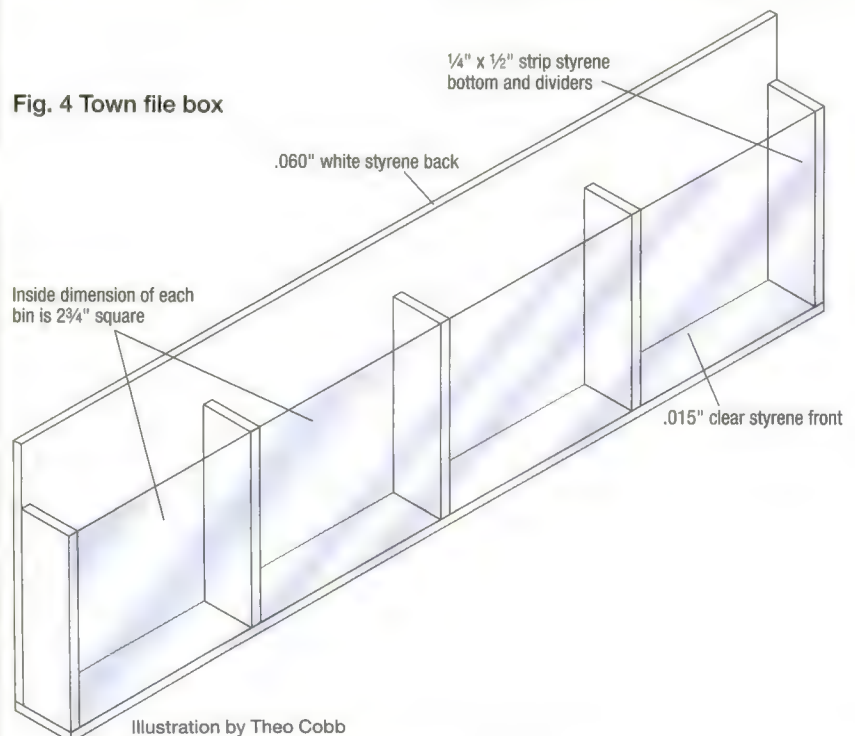 ¼" x ½" strip styrene
bottom and dividers
Fig. 4 Town file box
.060" white styrene back
Inside dimension of each
bin is 2¾" square
.015" clear styrene front
Illustration by Theo Cobb